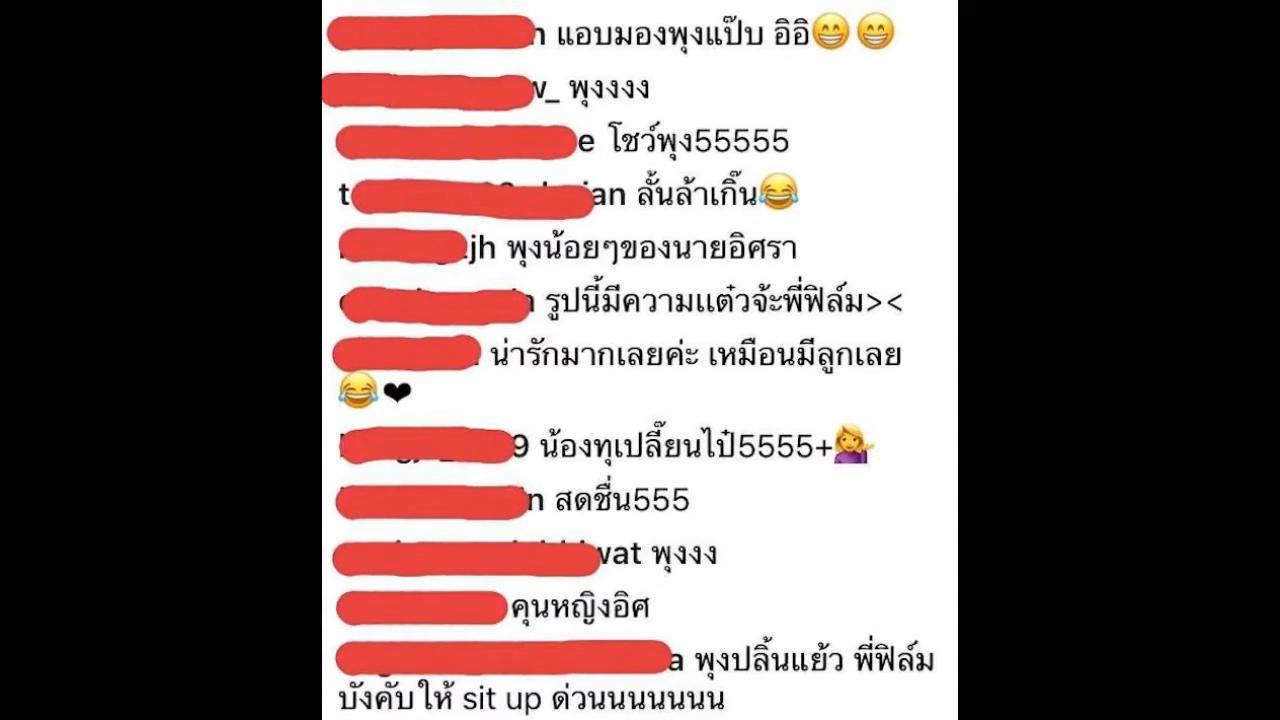 แอบมองพุงแป๊บ อิอิ😁😁
w_ พุงงงง
e โชว์พุง55555
t an ลั้นล้าเกิ๊น😂
jh พุงน้อยๆของนายอิศรา
รูปนี้มีความแต๋วจ้ะพี่ฟิล์ม><
น่ารักมากเลยค่ะ เหมือนมีลูกเลย
😂❤
9 น้องทุเปลี๊ยนไป๋5555+💁
n สดชื่น555
wat พุงงง
คุนหญิงอิศ
a พุงปลิ้นแย้ว พี่ฟิล์ม
บังคับให้ sit up ด่วนนนนนนน